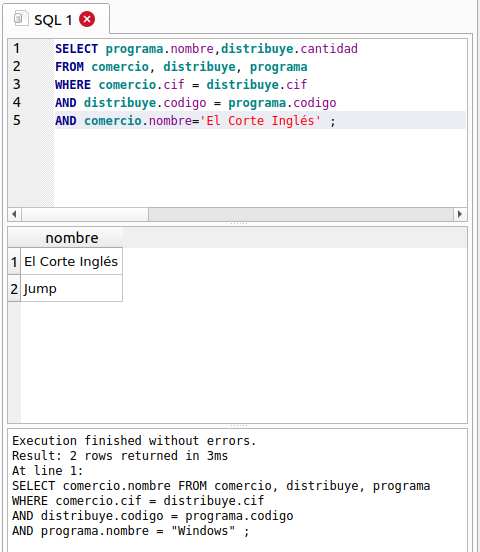 SQL 1
1 SELECT programa.nombre,distribuye.cantidad
2 FROM comercio, distribuye, programa
3 WHERE comercio.cif = distribuye.cif
4 AND distribuye.codigo = programa.codigo
5 AND comercio.nombre='El Corte Inglés' ;
nombre
1 El Corte Inglés
2 Jump
Execution finished without errors.
Result: 2 rows returned in 3ms
At line 1:
SELECT comercio.nombre FROM comercio, distribuye, programa
WHERE comercio.cif = distribuye.cif
AND distribuye.codigo = programa.codigo
AND programa.nombre = "Windows" ;